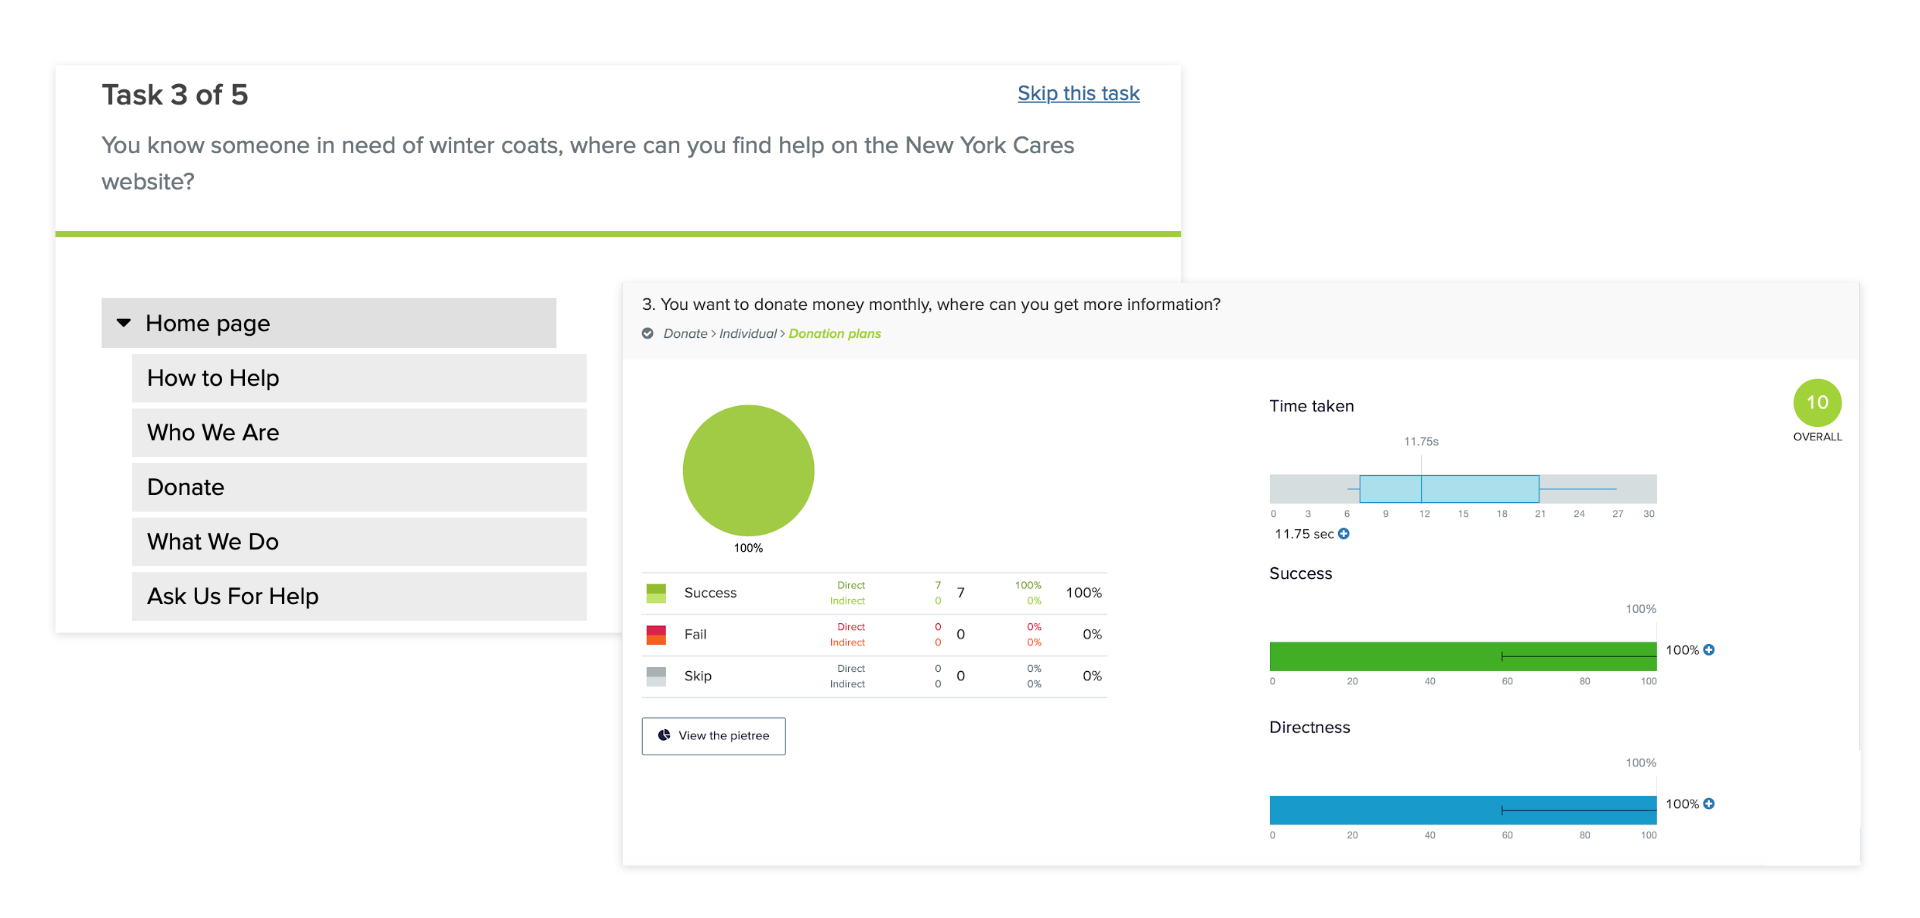 Task 3 of 5
Skip this task
You know someone in need of winter coats, where can you find help on the New York Cares
website?
Home page
How to Help
Who We Are
Donate
What We Do
Ask Us For Help
3. You want to donate money monthly, where can you get more information?
Donate > Individual > Donation plans
100%
Success Direct 7 7 100% 100%
Indirect 0 0%
Fail Direct 0 0 0% 0%
Indirect 0 0%
Skip Direct 0 0 0% 0%
Indirect 0 0%
View the pietree
10
OVERALL
Time taken
11.75s
0 3 6 9 12 15 18 21 24 27 30
11.75 sec
Success
100%
100%
0 20 40 60 80 100
Directness
100%
100%
0 20 40 60 80 100